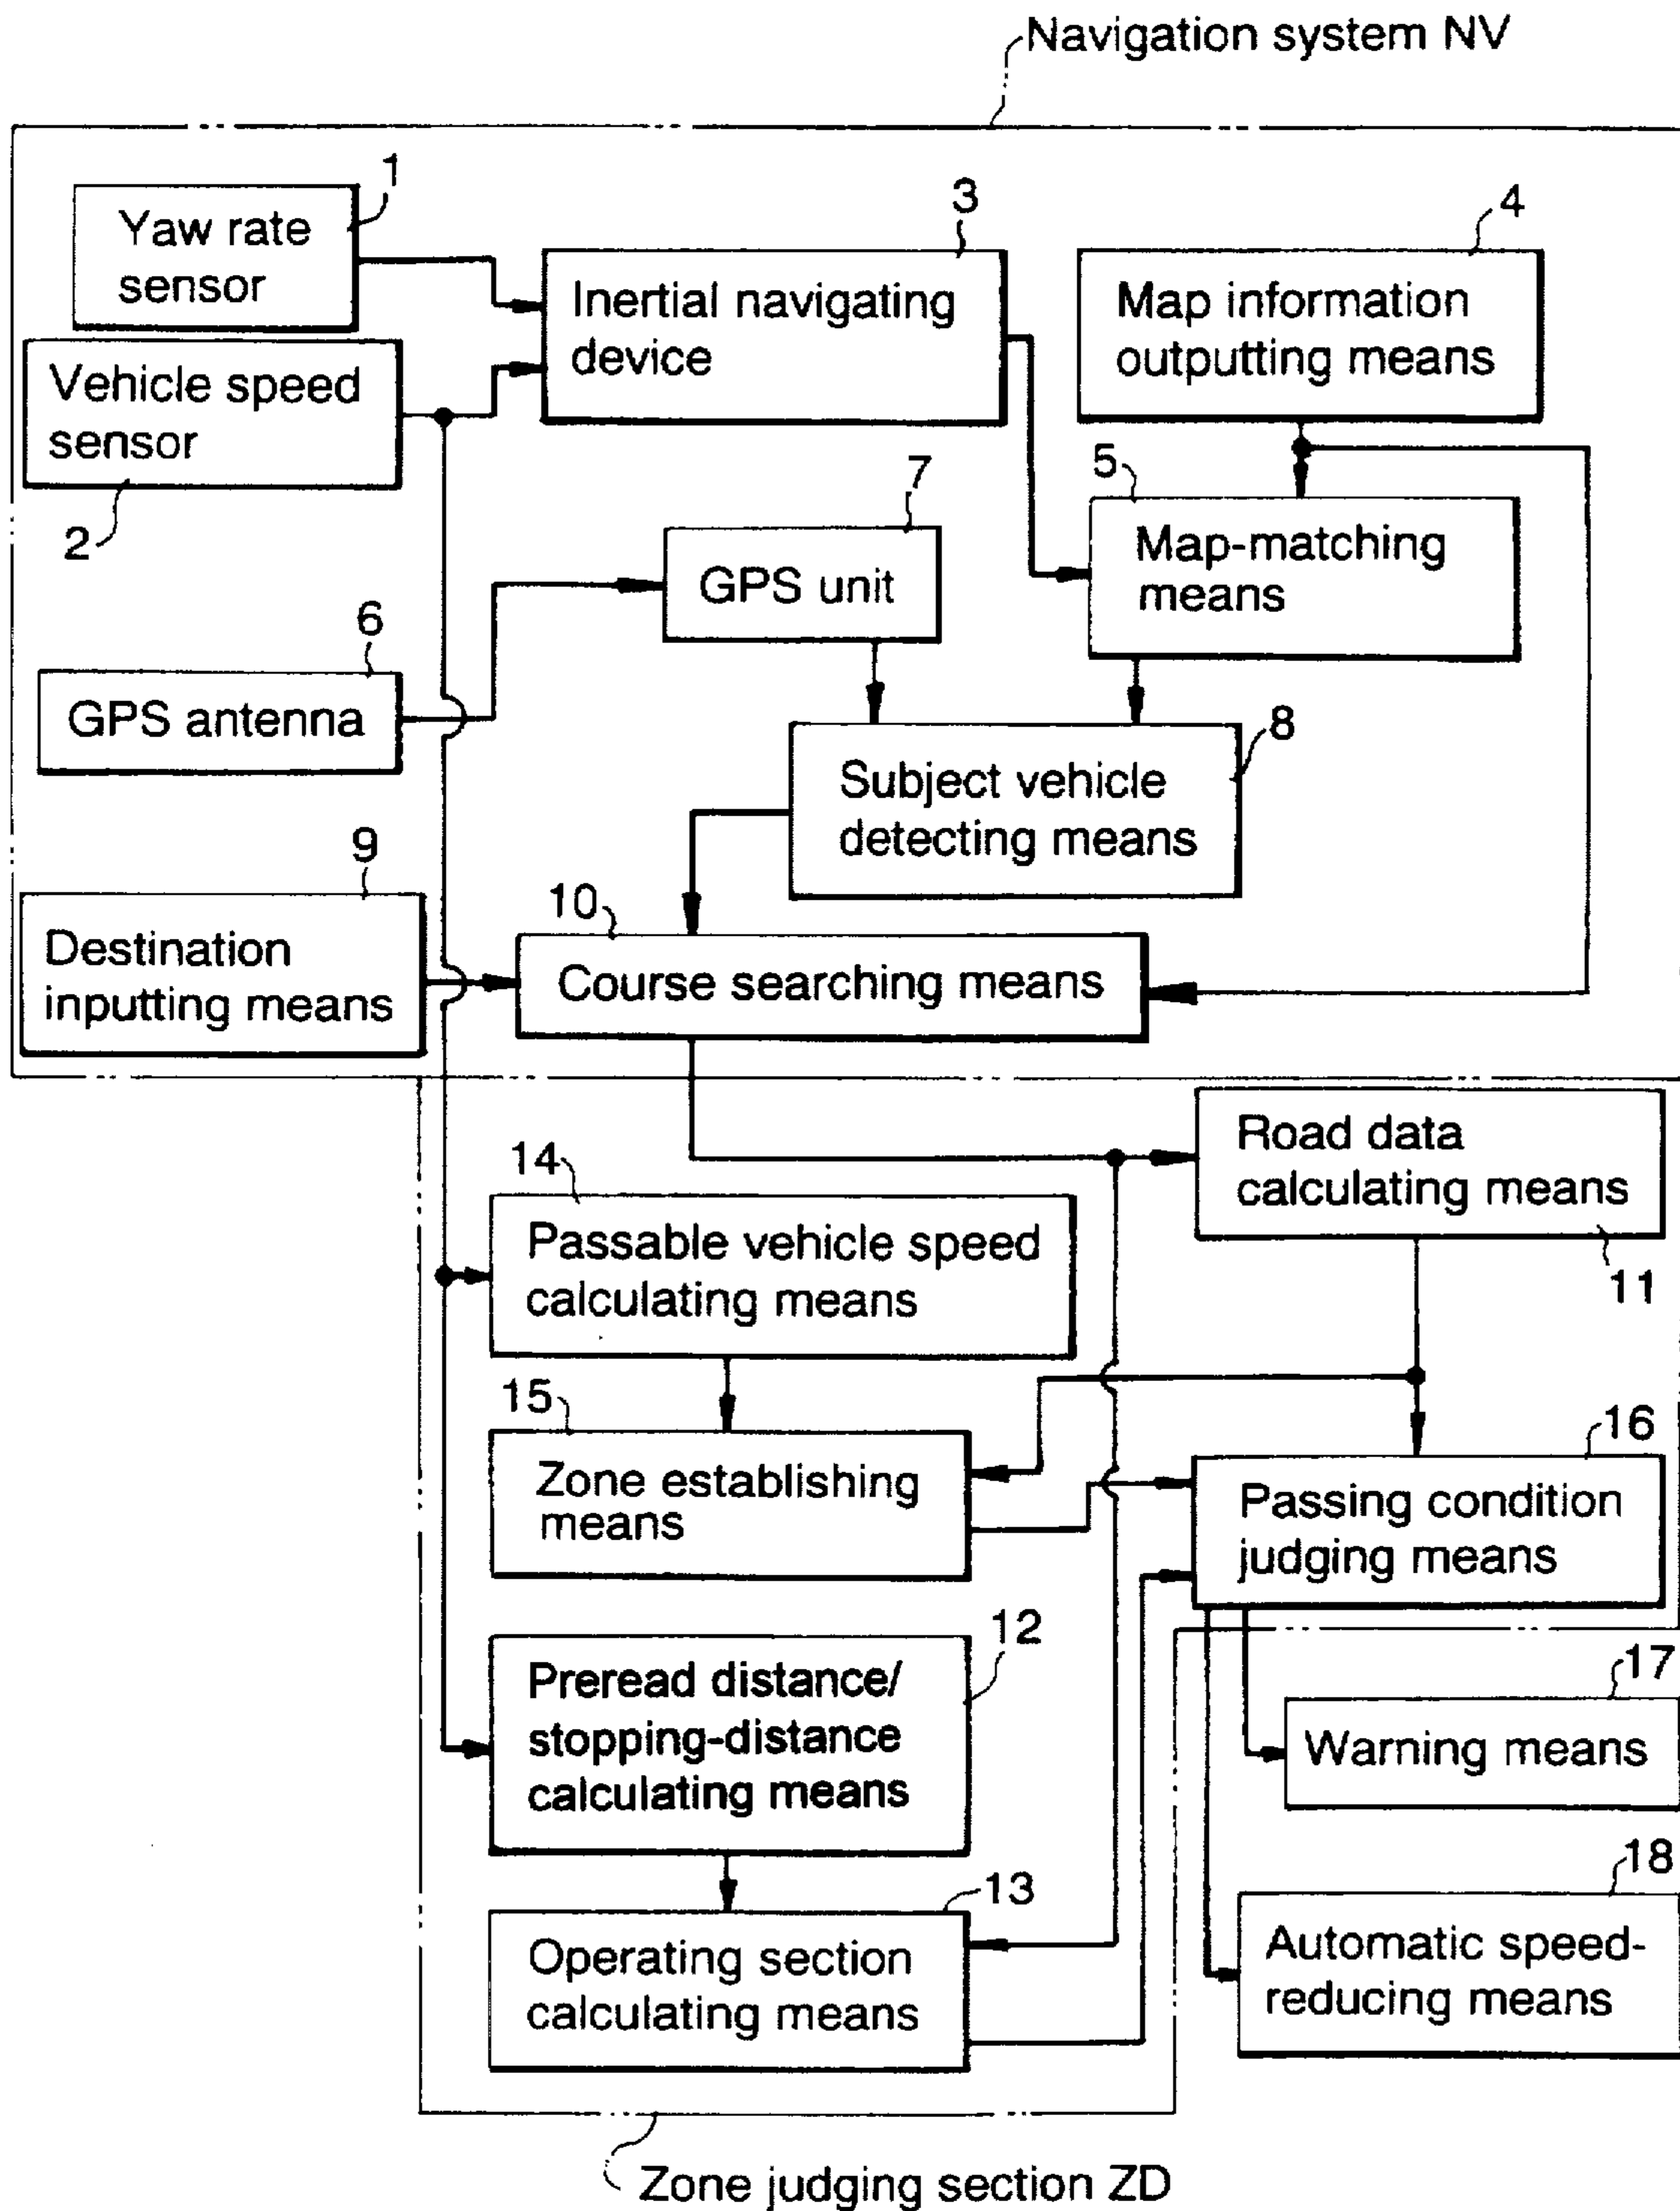 Navigation system NV
1
Yaw rate
sensor
3
Inertial navigating
device
4
Map information
outputting means
Vehicle speed
sensor
2
5
Map-matching
means
7
GPS unit
6
GPS antenna
8
Subject vehicle
detecting means
9
Destination
inputting means
10
Course searching means
Road data
calculating means
11
14
Passable vehicle speed
calculating means
15
Zone establishing
means
16
Passing condition
judging means
12
Preread distance/
stopping-distance
calculating means
17
Warning means
13
Operating section
calculating means
18
Automatic speed-
reducing means
Zone judging section ZD